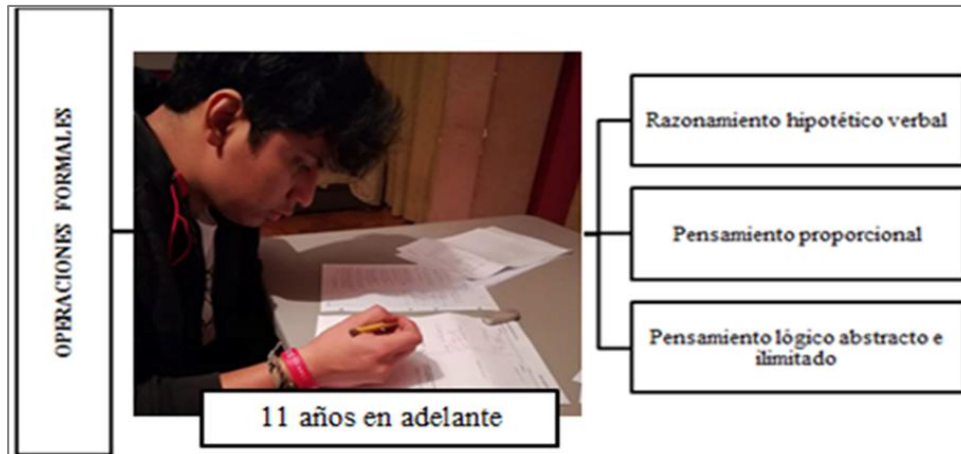 OPERACIONES FORMALES
11 años en adelante
Razonamiento hipotético verbal
Pensamiento proporcional
Pensamiento lógico abstracto e
ilimitado